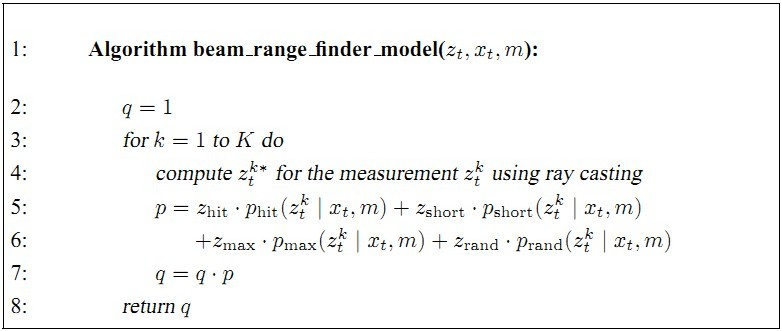 1: Algorithm beam_range_finder_model(z_t, x_t, m):
2: q = 1
3: for k = 1 to K do
4: compute z_t^{k*} for the measurement z_t^k using ray casting
5: p = z_hit · p_hit(z_t^k | x_t, m) + z_short · p_short(z_t^k | x_t, m)
6: +z_max · p_max(z_t^k | x_t, m) + z_rand · p_rand(z_t^k | x_t, m)
7: q = q · p
8: return q